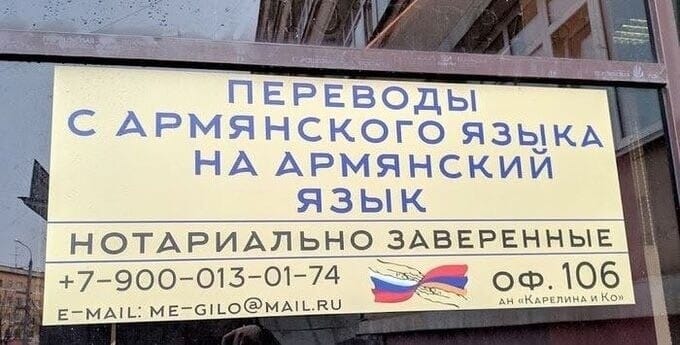 ПЕРЕВОДЫ
С АРМЯНСКОГО ЯЗЫКА
НА АРМЯНСКИЙ
ЯЗЫК
НОТАРИАЛЬНО ЗАВЕРЕННЫЕ
+7-900-013-01-74
E-MAIL: ME-GILO@MAIL.RU
ОФ. 106
АН «КАРЕЛИНА И КО»